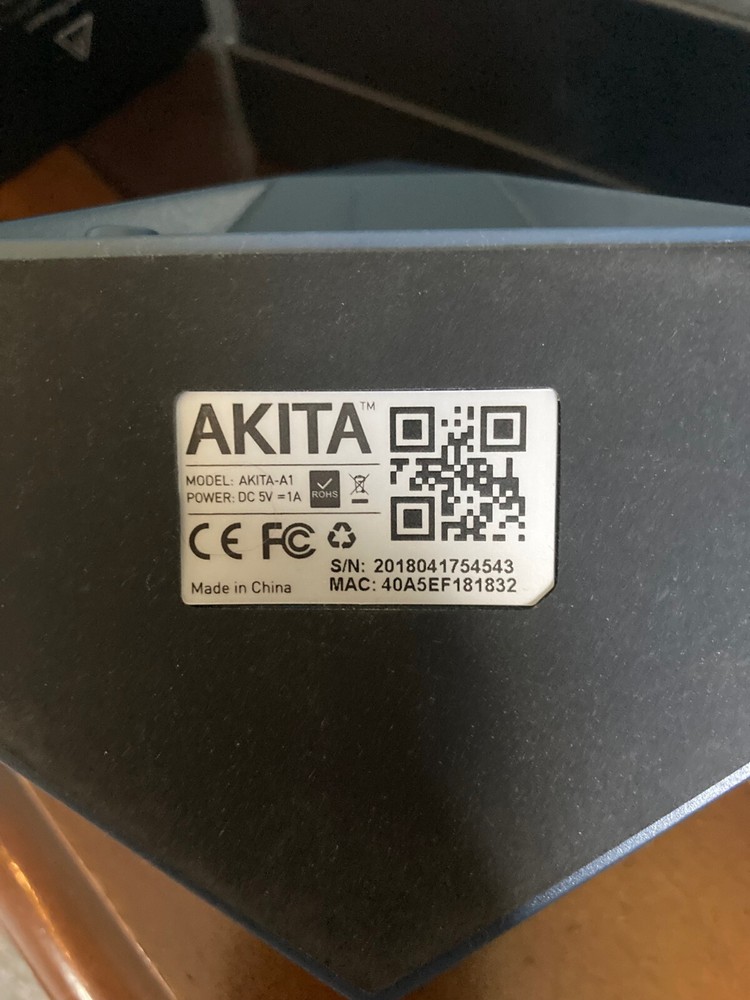 AKITA™
MODEL: AKITA-A1
POWER: DC 5V = 1A
ROHS
CE FC
S/N: 2018041754543
Made in China
MAC: 40A5EF181832